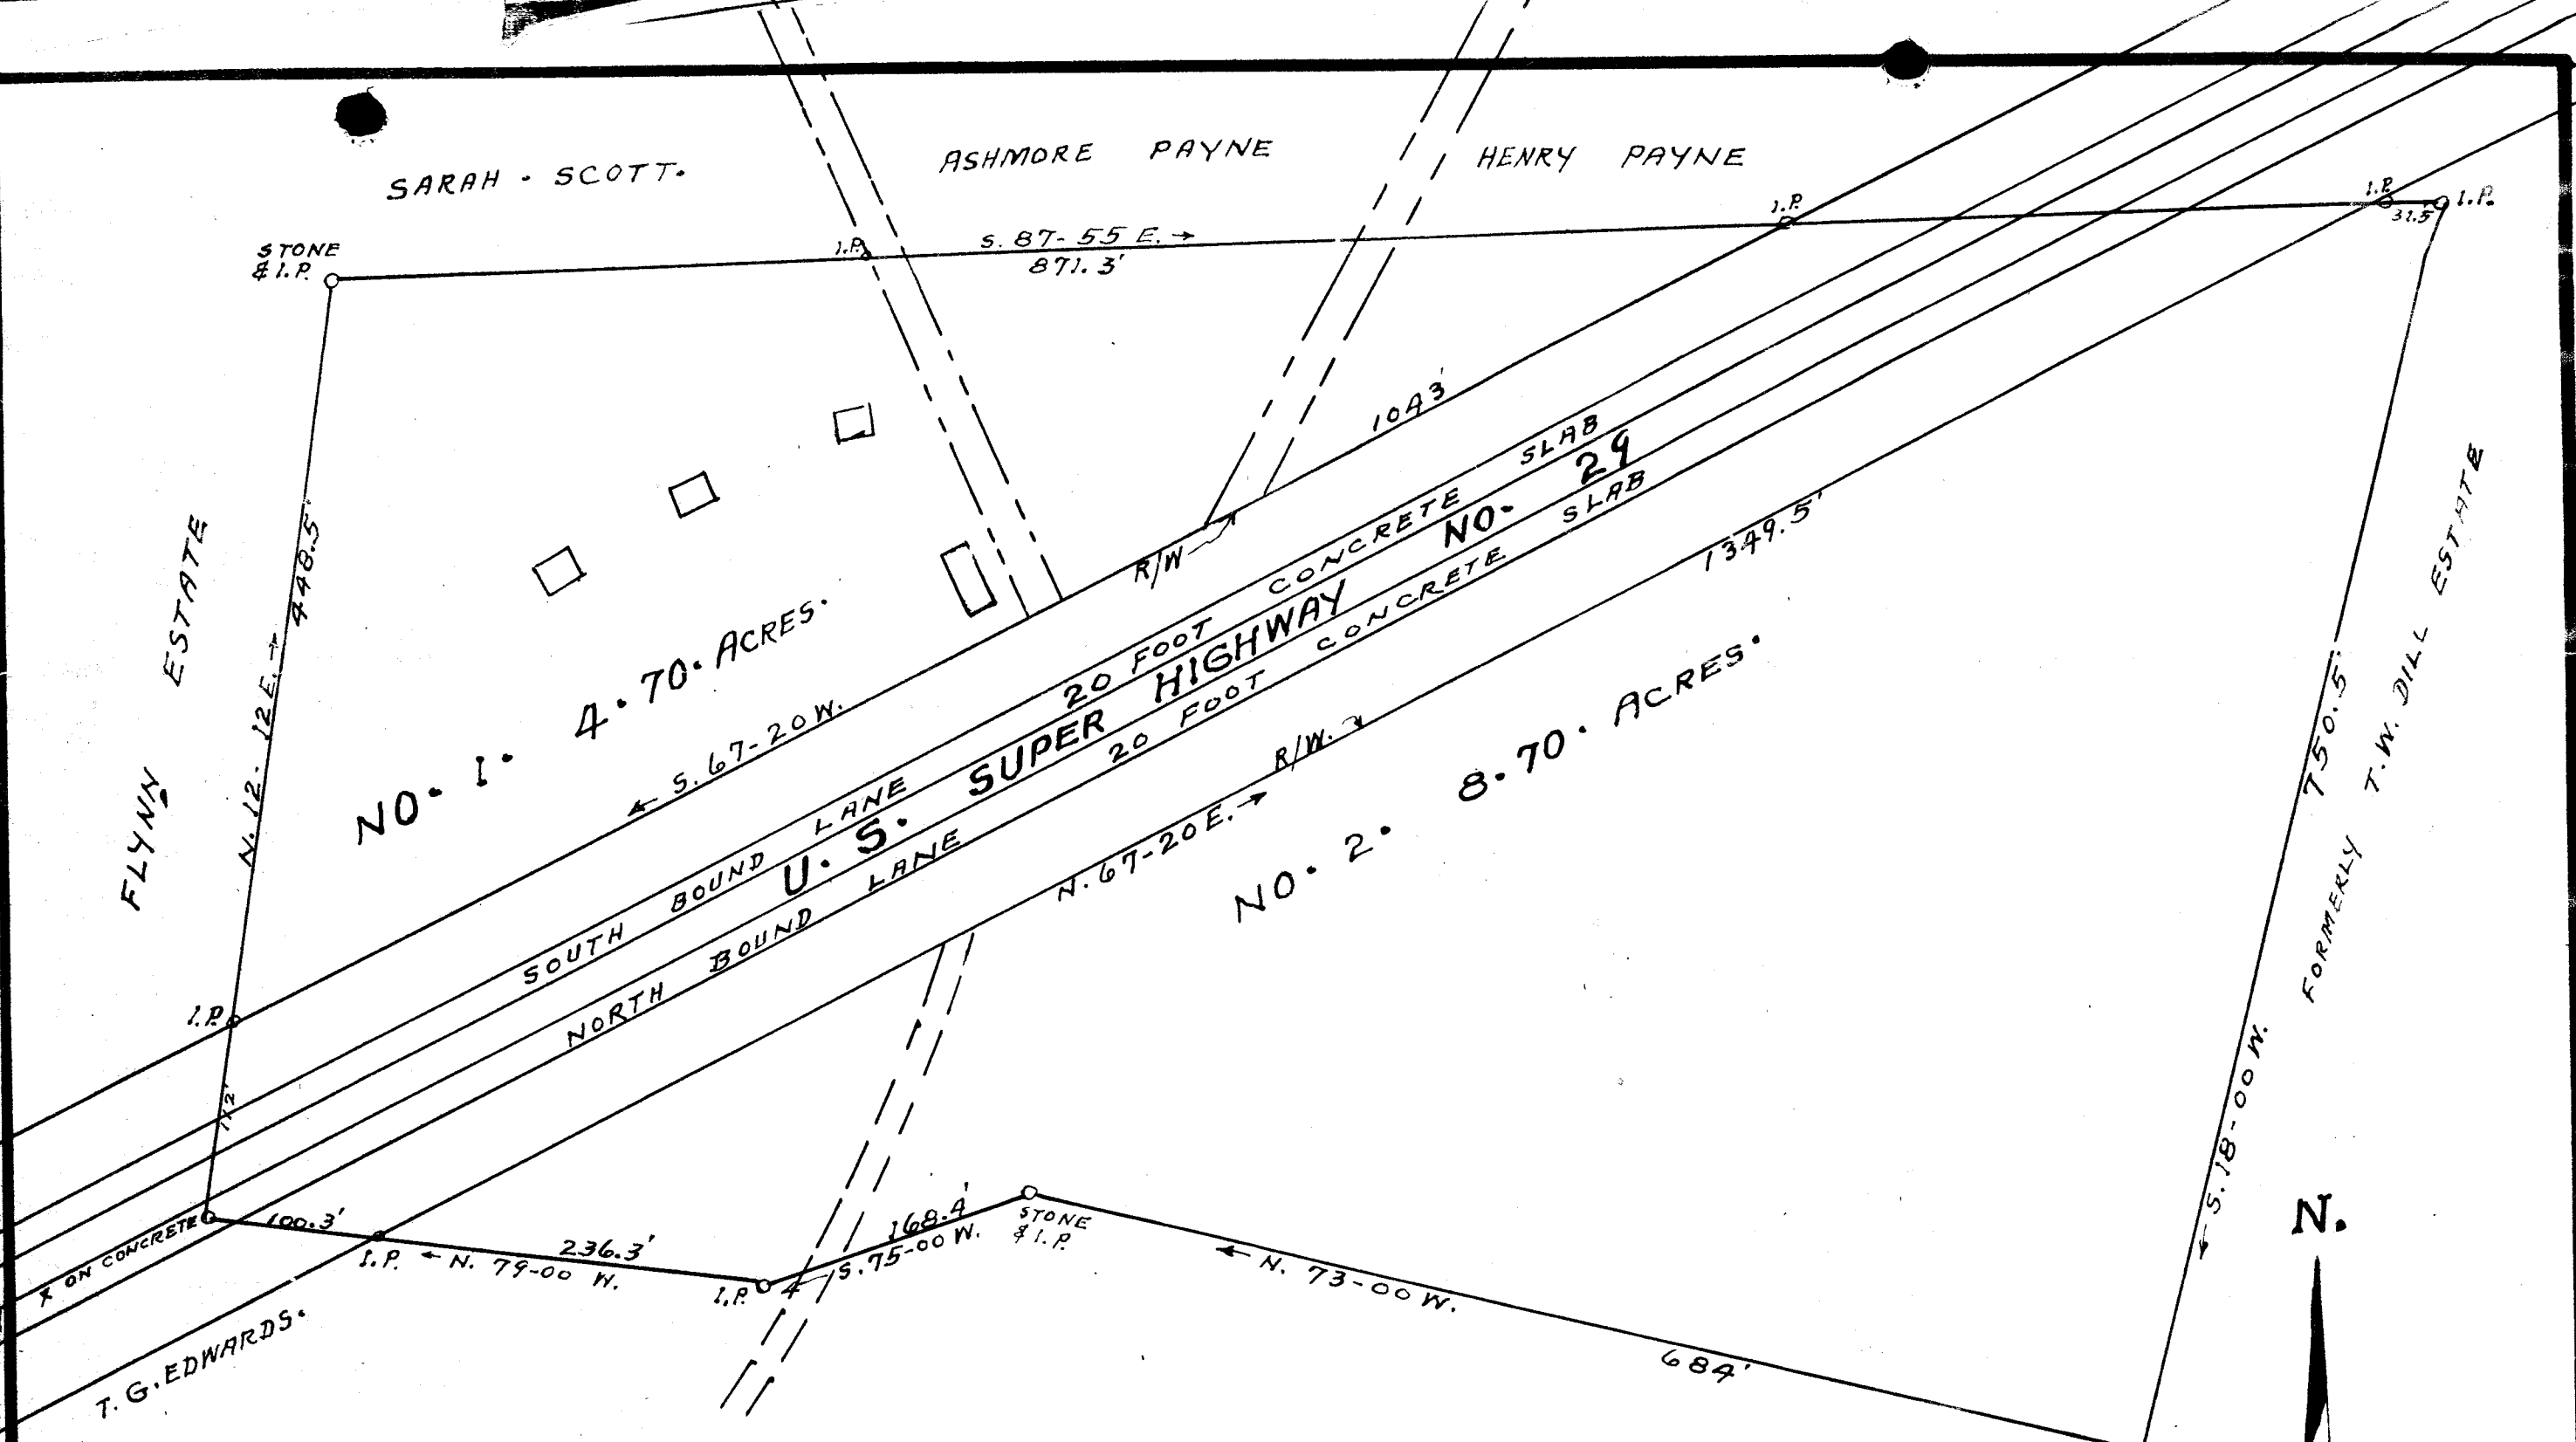 SARAH · SCOTT.
ASHMORE PAYNE
HENRY PAYNE
STONE
& I.P.
I.P.
S. 87-55 E. →
871.3'
I.P.
I.P.
31.5'
I.P.
FLYNN ESTATE
N. 12-12 E. →
448.5'
NO. 1. 4.70. ACRES.
← S. 67-20 W.
1043'
R/W
SOUTH BOUND LANE 20 FOOT CONCRETE SLAB
U.S. SUPER HIGHWAY NO. 29
NORTH BOUND LANE 20 FOOT CONCRETE SLAB
N. 67-20 E. →
R/W.
1349.5'
NO. 2. 8.70. ACRES.
750.5'
← S. 18-00 W.
FORMERLY T.W. DILL ESTATE
I.P.
X ON CONCRETE
100.3'
I.P.
← N. 79-00 W.
236.3'
I.P.
168.4'
S. 75-00 W.
STONE
& I.P.
← N. 73-00 W.
684'
T.G. EDWARDS.
N.